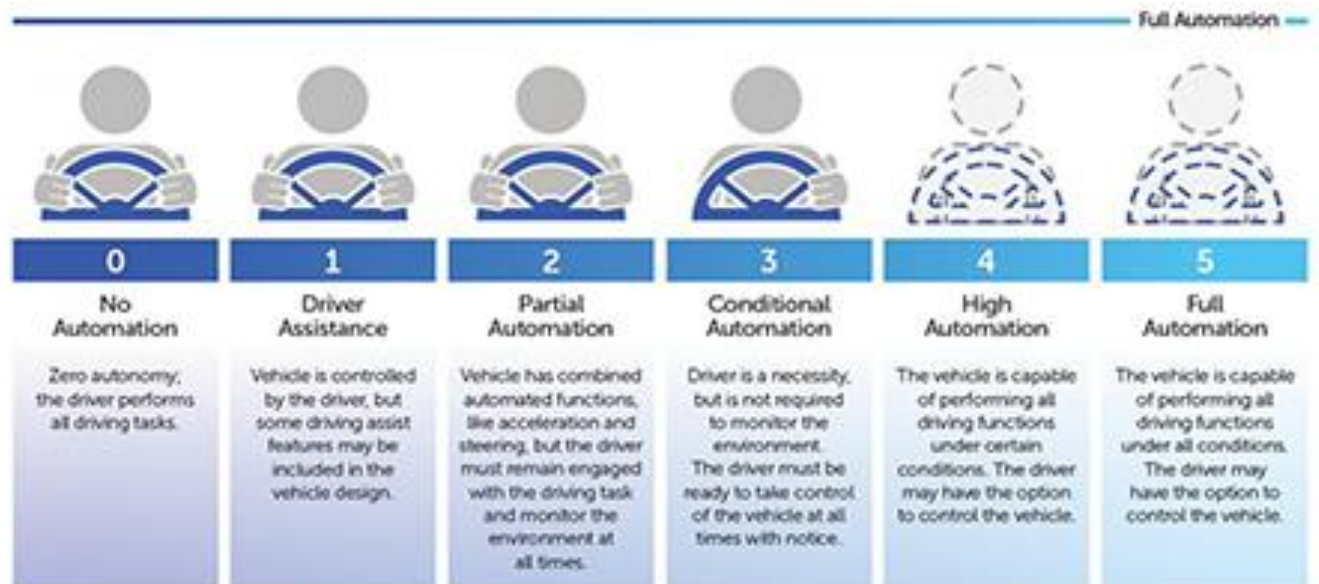 Full Automation
0
No
Automation
Zero autonomy;
the driver performs
all driving tasks.
1
Driver
Assistance
Vehicle is controlled
by the driver, but
some driving assist
features may be
included in the
vehicle design.
2
Partial
Automation
Vehicle has combined
automated functions,
like acceleration and
steering, but the driver
must remain engaged
with the driving task
and monitor the
environment at
all times.
3
Conditional
Automation
Driver is a necessity,
but is not required
to monitor the
environment.
The driver must be
ready to take control
of the vehicle at all
times with notice.
4
High
Automation
The vehicle is capable
of performing all
driving functions
under certain
conditions. The driver
may have the option
to control the vehicle.
5
Full
Automation
The vehicle is capable
of performing all
driving functions
under all conditions.
The driver may
have the option to
control the vehicle.